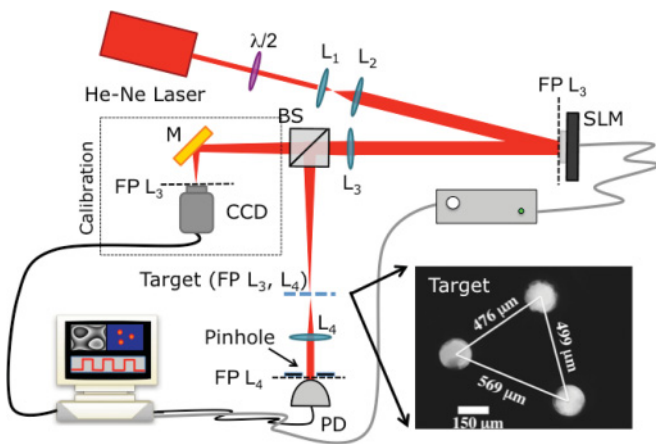 λ/2
L₁
L₂
He-Ne Laser
FP L₃
SLM
BS
M
L₃
FP L₃
CCD
Calibration
Target (FP L₃, L₄)
L₄
Pinhole
FP L₄
PD
Target
476 μm
499 μm
569 μm
150 μm